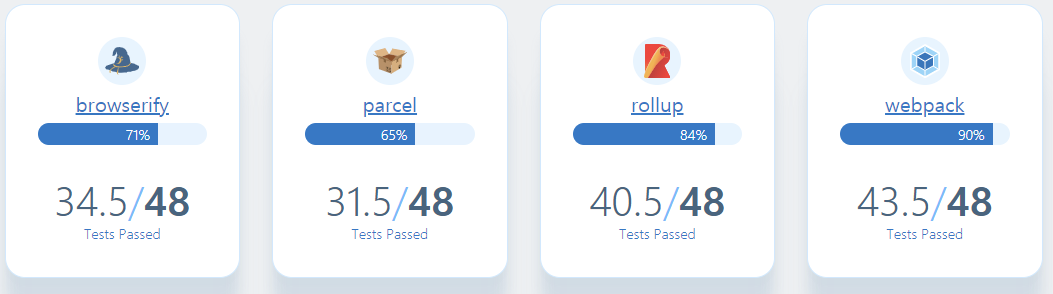 browserify
71%
34.5/48
Tests Passed
parcel
65%
31.5/48
Tests Passed
rollup
84%
40.5/48
Tests Passed
webpack
90%
43.5/48
Tests Passed